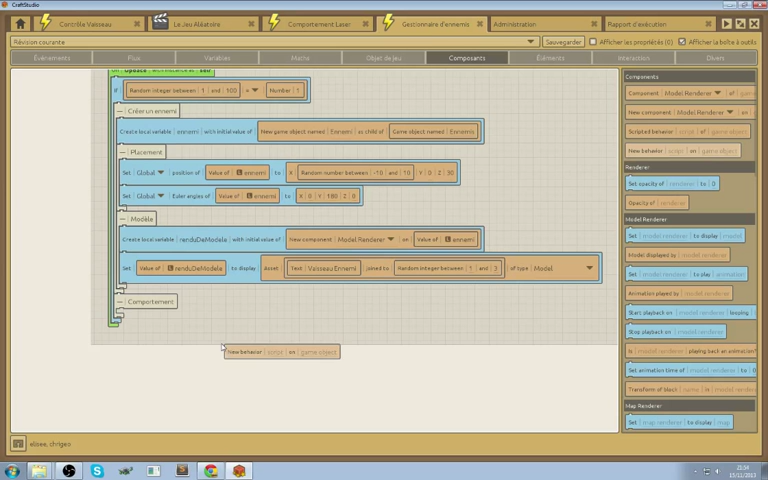 CraftStudio
Contrôle Vaisseau
Le Jeu Aléatoire
Comportement Laser
Gestionnaire d'ennemis
Administration
Rapport d'exécution
Révision courante
Sauvegarder
Afficher les propriétés (0)
Afficher la boîte à outils
Évènements
Flux
Variables
Maths
Objet de jeu
Composants
Éléments
Interaction
Divers
If Random integer between 1 and 100 = Number 1
Créer un ennemi
Create local variable ennemi with initial value of New game object named Ennemi as child of Game object named Ennemis
Placement
Set Global position of Value of L ennemi to X Random number between -10 and 10 Y 0 Z 30
Set Global Euler angles of Value of L ennemi to X 0 Y 180 Z 0
Modèle
Create local variable renduDeModele with initial value of New component Model Renderer on Value of L ennemi
Set Value of L renduDeModele to display Asset Text Vaisseau Ennemi joined to Random integer between 1 and 3 of type Model
Comportement
New behavior script on game object
Components
Component Model Renderer of game ob
New component Model Renderer on
Scripted behavior script of game object
New behavior script on game object
Renderer
Set opacity of renderer to 0
Opacity of renderer
Model Renderer
Set model renderer to display model
Model displayed by model renderer
Set model renderer to play animation
Animation played by model renderer
Start playback on model renderer looping
Stop playback on model renderer
Is model renderer playing back an animation?
Set animation time of model renderer to 0
Transform of block name in model rend
Map Renderer
Set map renderer to display map
elisee, chrigeo
21:54
15/11/2013